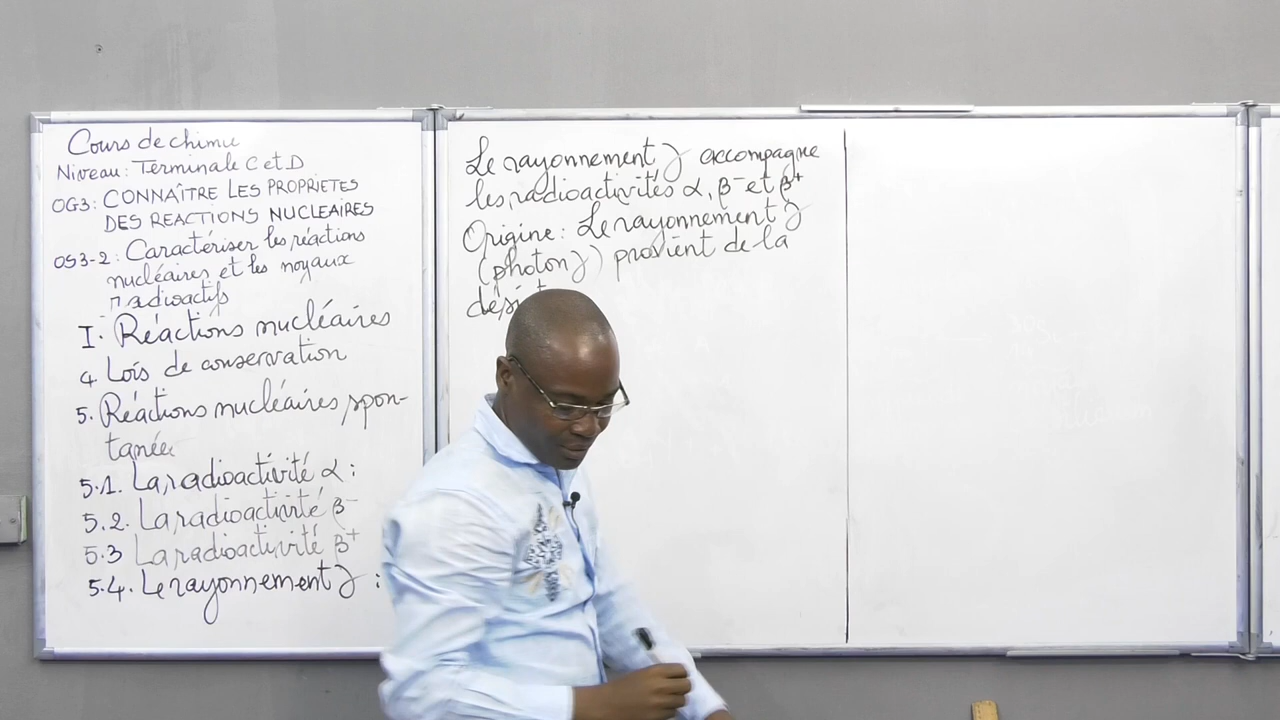 Cours de chimie
Niveau : Terminale C et D
OG3 : CONNAÎTRE LES PROPRIETES
DES REACTIONS NUCLEAIRES
OS3-2 : Caractériser les réactions
nucléaires et les noyaux
radioactifs
I. Réactions nucléaires
4 Lois de conservation
5. Réactions nucléaires spon-
tanée
5.1. La radioactivité α :
5.2. La radioactivité β⁻
5.3 La radioactivité β⁺
5.4. Le rayonnement γ :
Le rayonnement γ accompagne
les radioactivités α, β⁻ et β⁺
Origine : Le rayonnement γ
(photon γ) provient de la